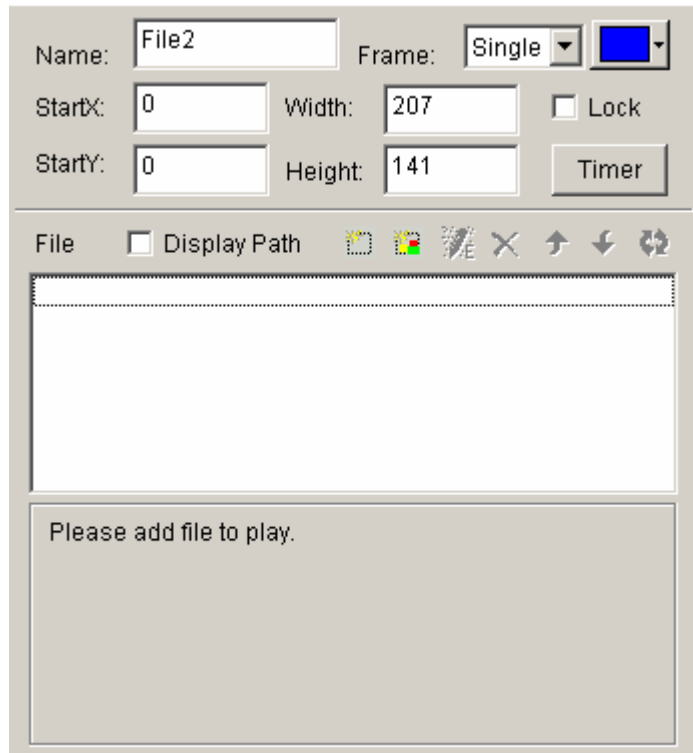 Name: File2 Frame: Single
StartX: 0 Width: 207 Lock
StartY: 0 Height: 141 Timer
File Display Path E
Please add file to play.